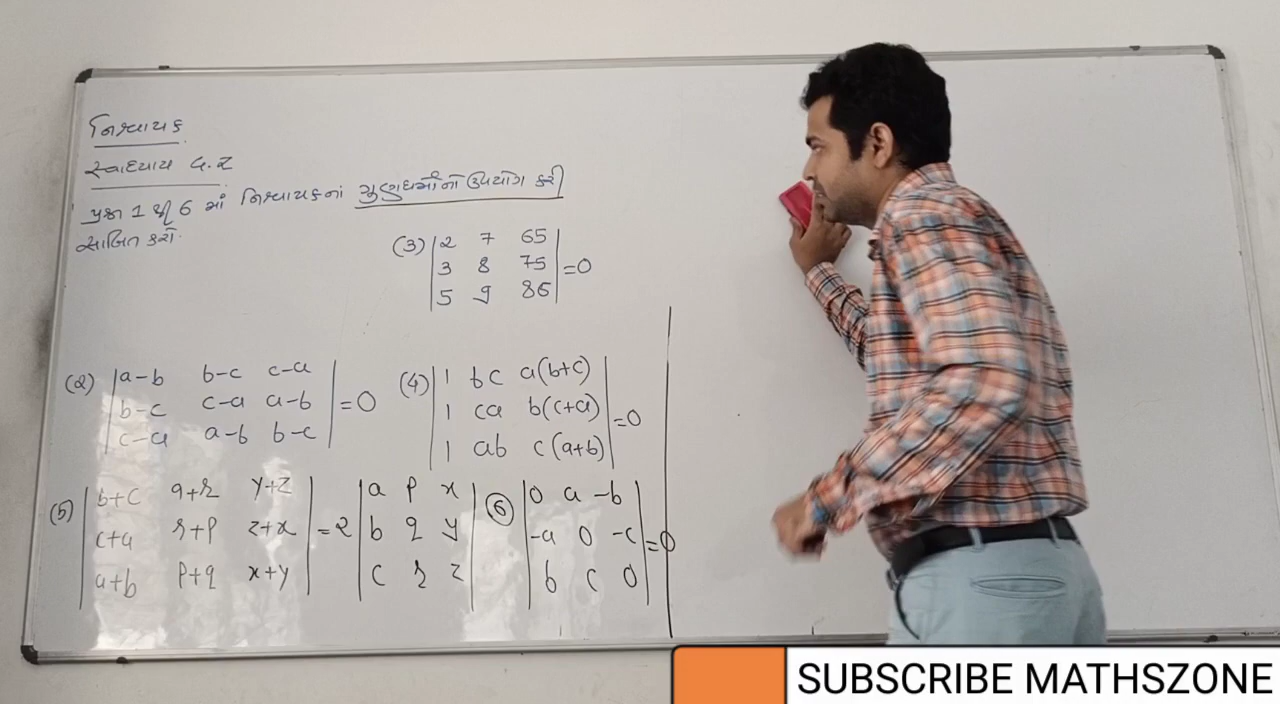 નિશ્ચાયક
સ્વાધ્યાય ૪.૨
પ્રશ્ન 1 થી 6 માં નિશ્ચાયકનાં ગુણધર્મોનો ઉપયોગ કરી
સાબિત કરો.
(3) |2 7 65|
|3 8 75| =0
|5 9 86|
(2) |a-b b-c c-a|
|b-c c-a a-b| =0
|c-a a-b b-c|
(4) |1 bc a(b+c)|
|1 ca b(c+a)| =0
|1 ab c(a+b)|
(5) |b+c q+r y+z| |a p x|
|c+a r+p z+x| =2 |b q y|
|a+b p+q x+y| |c r z|
⑥ |0 a -b|
|-a 0 -c| =0
|b c 0|
SUBSCRIBE MATHSZONE